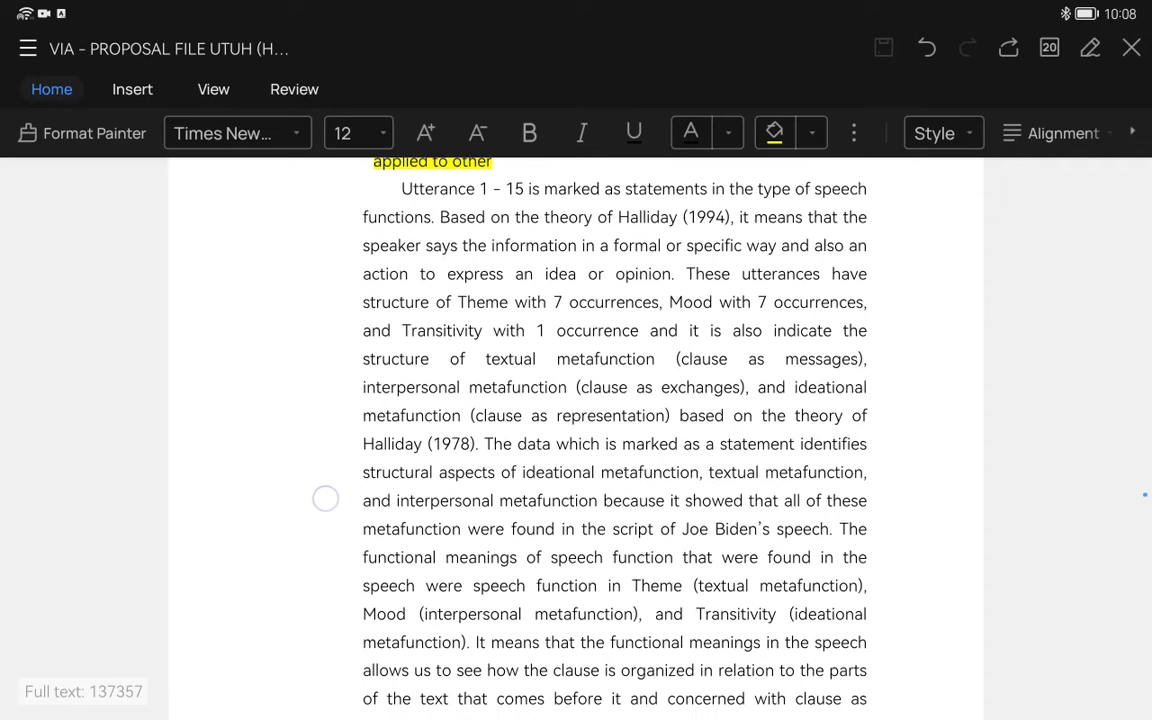 10:08
VIA - PROPOSAL FILE UTUH (H...
20
Home Insert View Review
Format Painter Times New... 12 A+ A- B I U A Style Alignment
applied to other
Utterance 1 – 15 is marked as statements in the type of speech
functions. Based on the theory of Halliday (1994), it means that the
speaker says the information in a formal or specific way and also an
action to express an idea or opinion. These utterances have
structure of Theme with 7 occurrences, Mood with 7 occurrences,
and Transitivity with 1 occurrence and it is also indicate the
structure of textual metafunction (clause as messages),
interpersonal metafunction (clause as exchanges), and ideational
metafunction (clause as representation) based on the theory of
Halliday (1978). The data which is marked as a statement identifies
structural aspects of ideational metafunction, textual metafunction,
and interpersonal metafunction because it showed that all of these
metafunction were found in the script of Joe Biden’s speech. The
functional meanings of speech function that were found in the
speech were speech function in Theme (textual metafunction),
Mood (interpersonal metafunction), and Transitivity (ideational
metafunction). It means that the functional meanings in the speech
allows us to see how the clause is organized in relation to the parts
of the text that comes before it and concerned with clause as
Full text: 137357